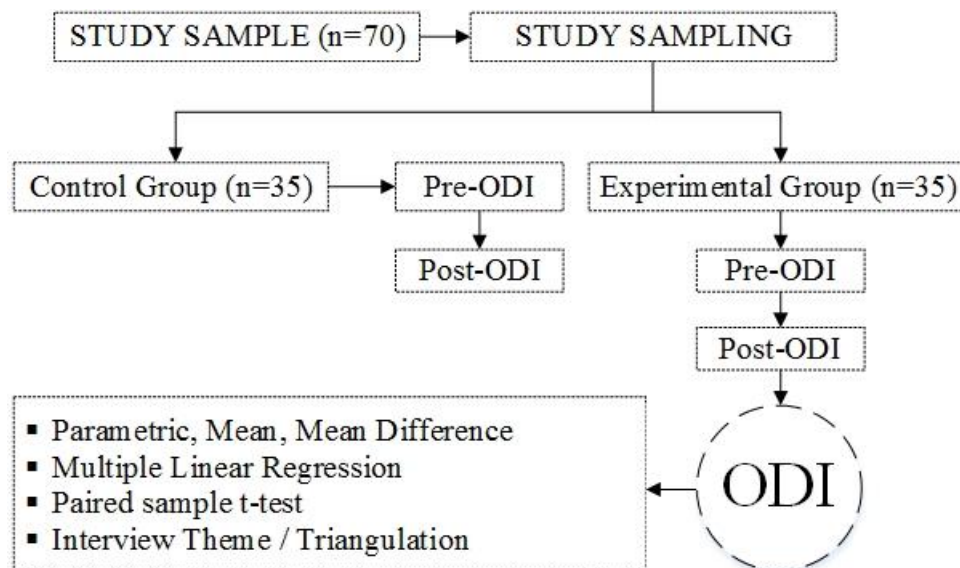 STUDY SAMPLE (n=70)
STUDY SAMPLING
Control Group (n=35)
Pre-ODI
Experimental Group (n=35)
Post-ODI
Pre-ODI
Post-ODI
▪ Parametric, Mean, Mean Difference
▪ Multiple Linear Regression
▪ Paired sample t-test
▪ Interview Theme / Triangulation
ODI